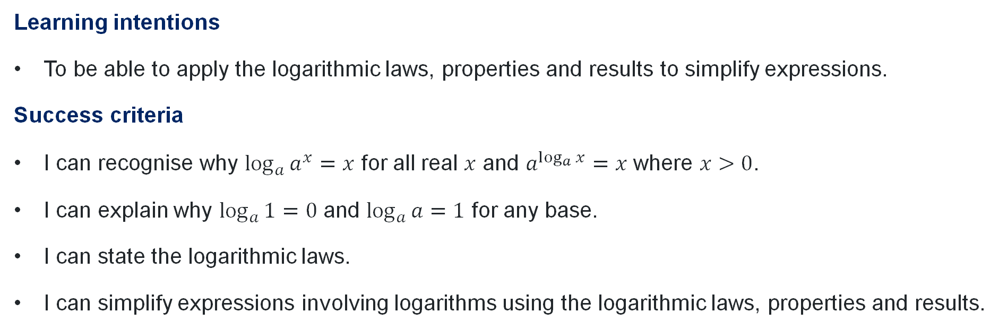 Learning intentions
• To be able to apply the logarithmic laws, properties and results to simplify expressions.
Success criteria
• I can recognise why logₐ aˣ = x for all real x and a^(logₐ x) = x where x > 0.
• I can explain why logₐ 1 = 0 and logₐ a = 1 for any base.
• I can state the logarithmic laws.
• I can simplify expressions involving logarithms using the logarithmic laws, properties and results.